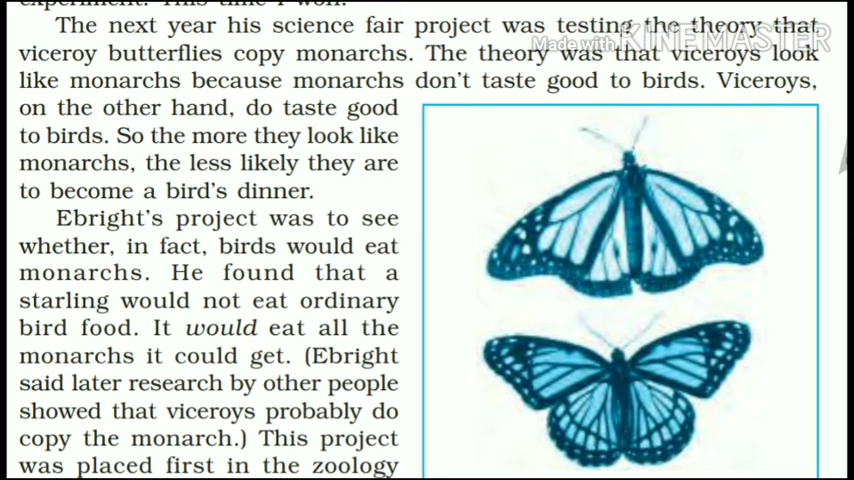 experiment. This time I won.
The next year his science fair project was testing the theory that
viceroy butterflies copy monarchs. The theory was that viceroys look
like monarchs because monarchs don't taste good to birds. Viceroys,
on the other hand, do taste good
to birds. So the more they look like
monarchs, the less likely they are
to become a bird's dinner.
Ebright's project was to see
whether, in fact, birds would eat
monarchs. He found that a
starling would not eat ordinary
bird food. It would eat all the
monarchs it could get. (Ebright
said later research by other people
showed that viceroys probably do
copy the monarch.) This project
was placed first in the zoology
Made with KINEMASTER